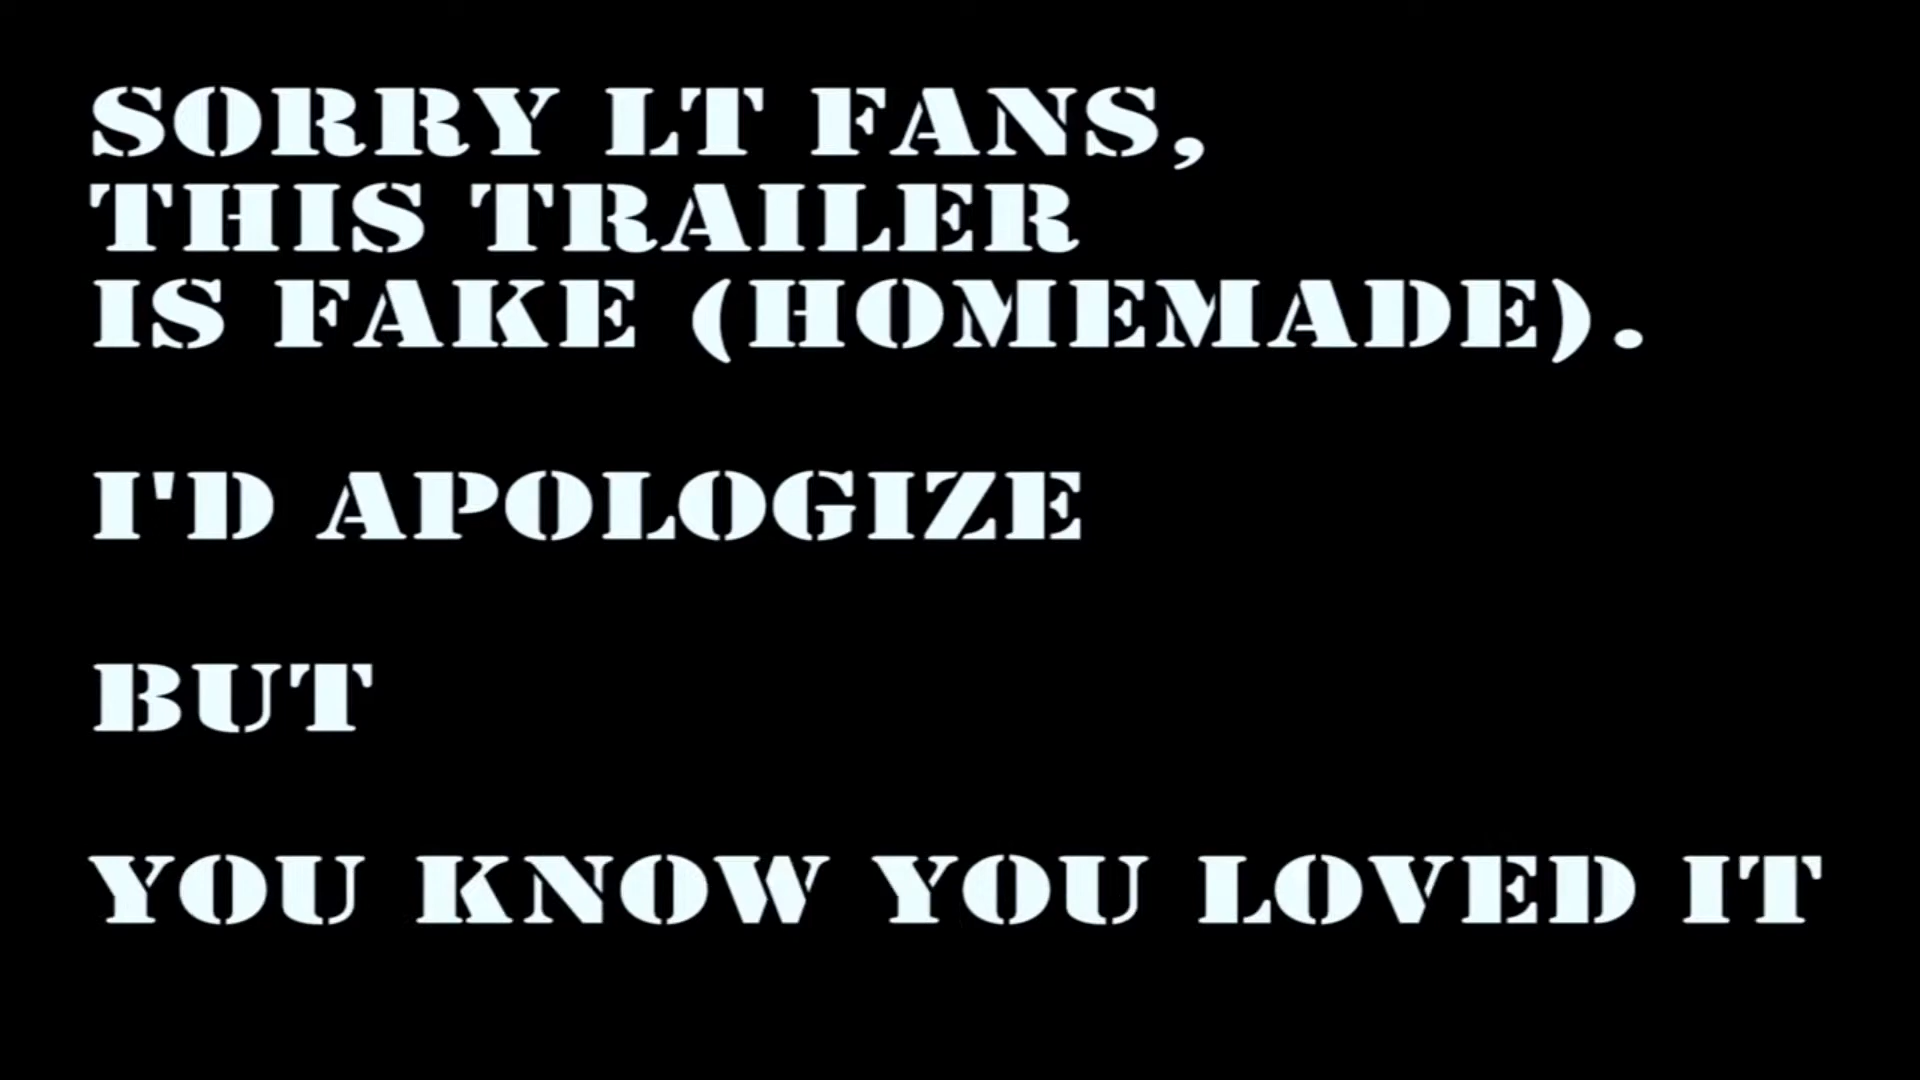 SORRY LT FANS,
THIS TRAILER
IS FAKE (HOMEMADE).
I'D APOLOGIZE
BUT
YOU KNOW YOU LOVED IT